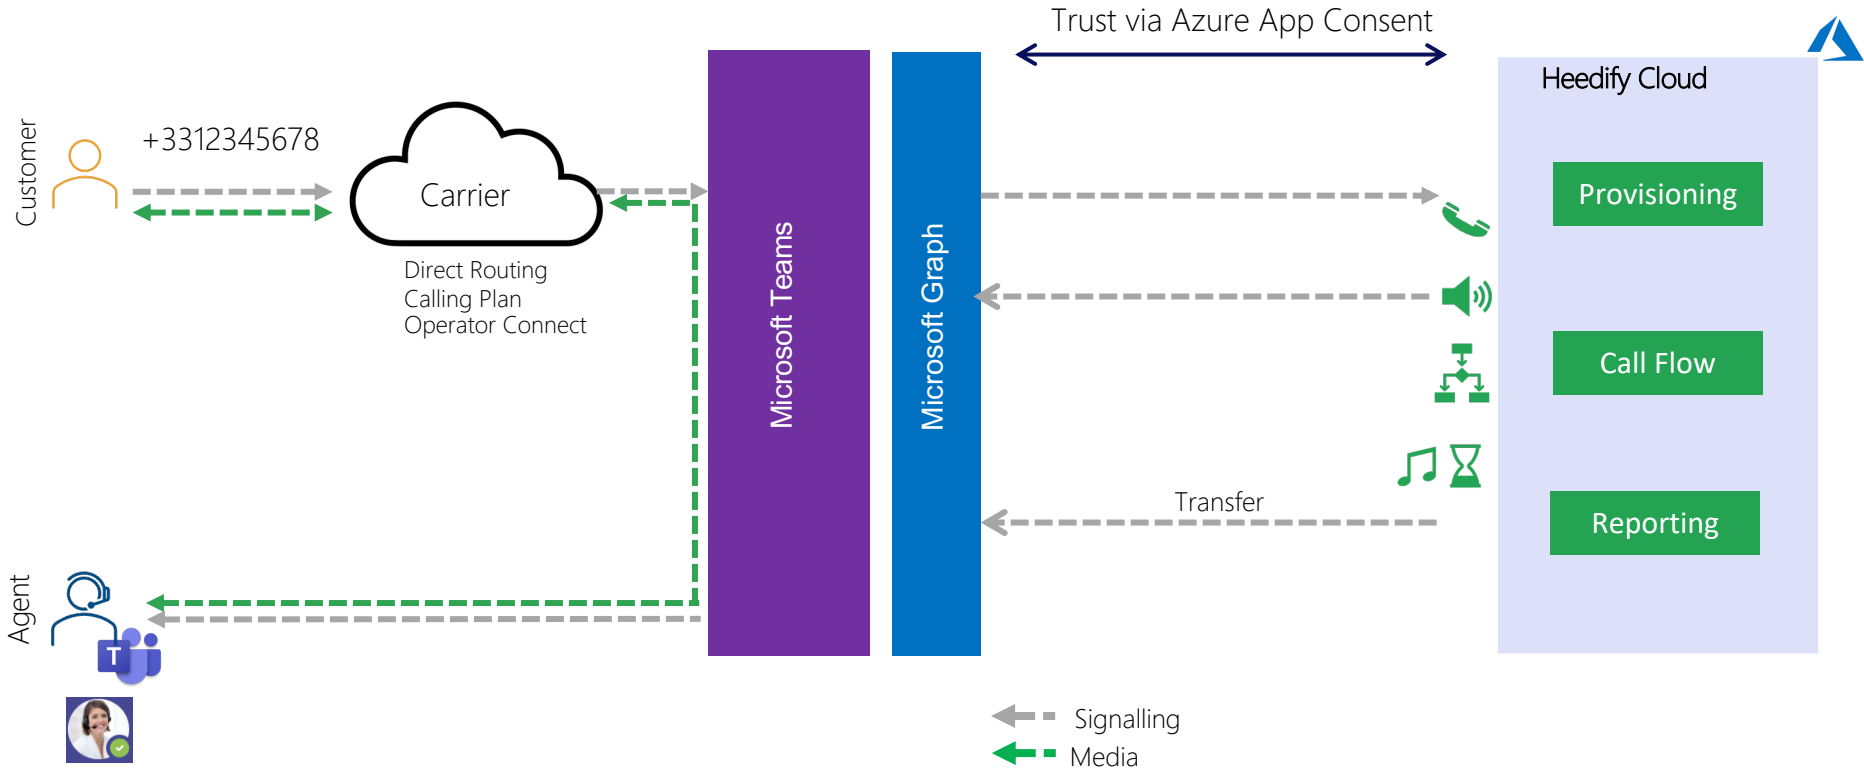 Trust via Azure App Consent
Heedify Cloud
Customer
+3312345678
Carrier
Direct Routing
Calling Plan
Operator Connect
Microsoft Teams
Microsoft Graph
Provisioning
Call Flow
Transfer
Reporting
Agent
T
Signalling
Media